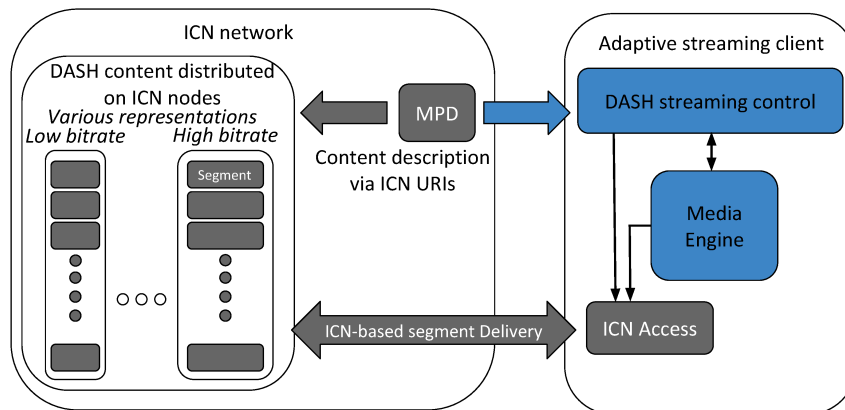 ICN network
DASH content distributed
on ICN nodes
Various representations
Low bitrate
High bitrate
Segment
MPD
Content description
via ICN URIs
ICN-based segment Delivery
Adaptive streaming client
DASH streaming control
Media
Engine
ICN Access